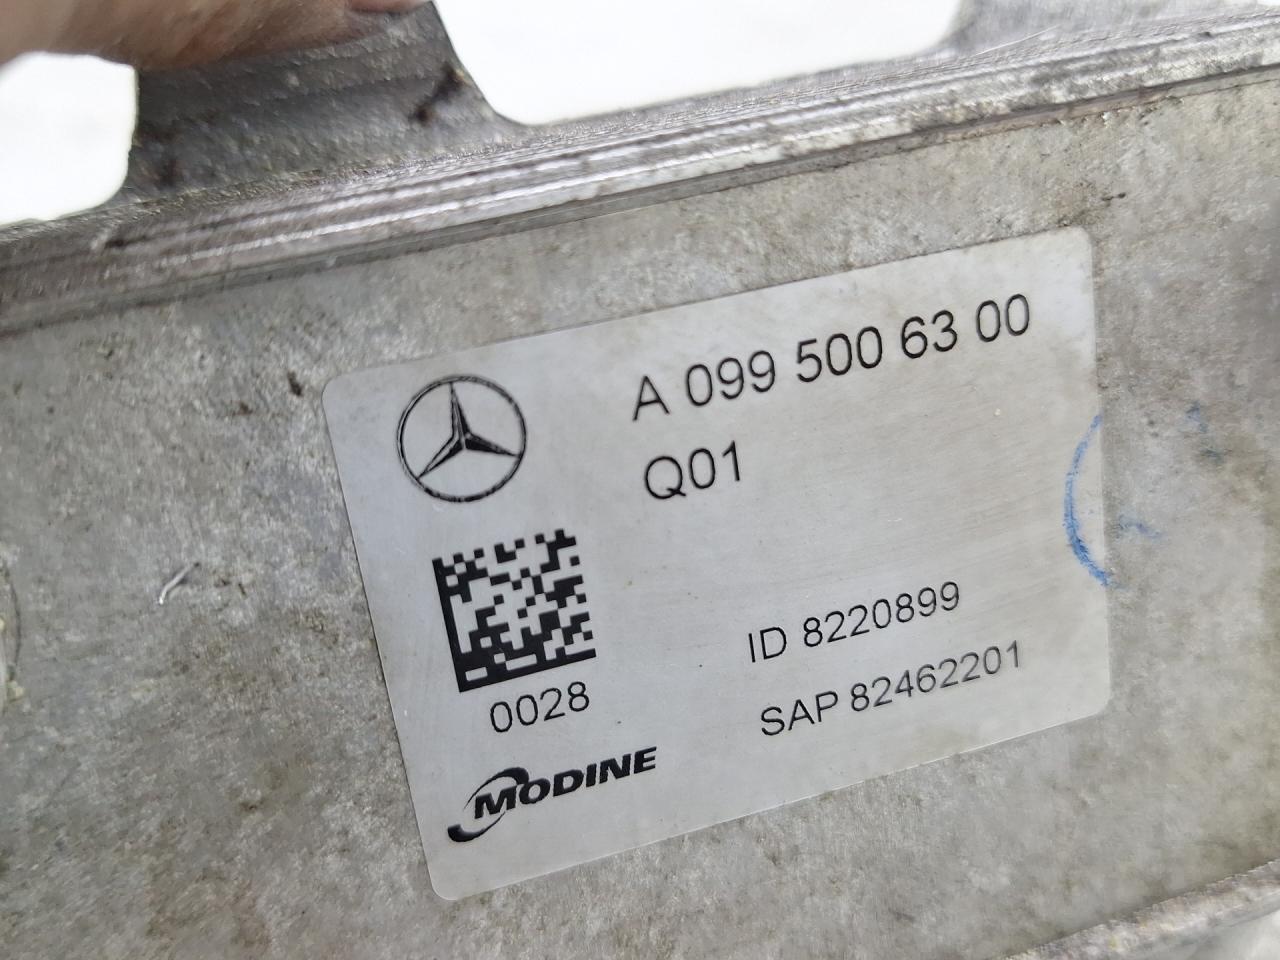 A 099 500 63 00
Q01
0028
ID 8220899
SAP 82462201
MODINE